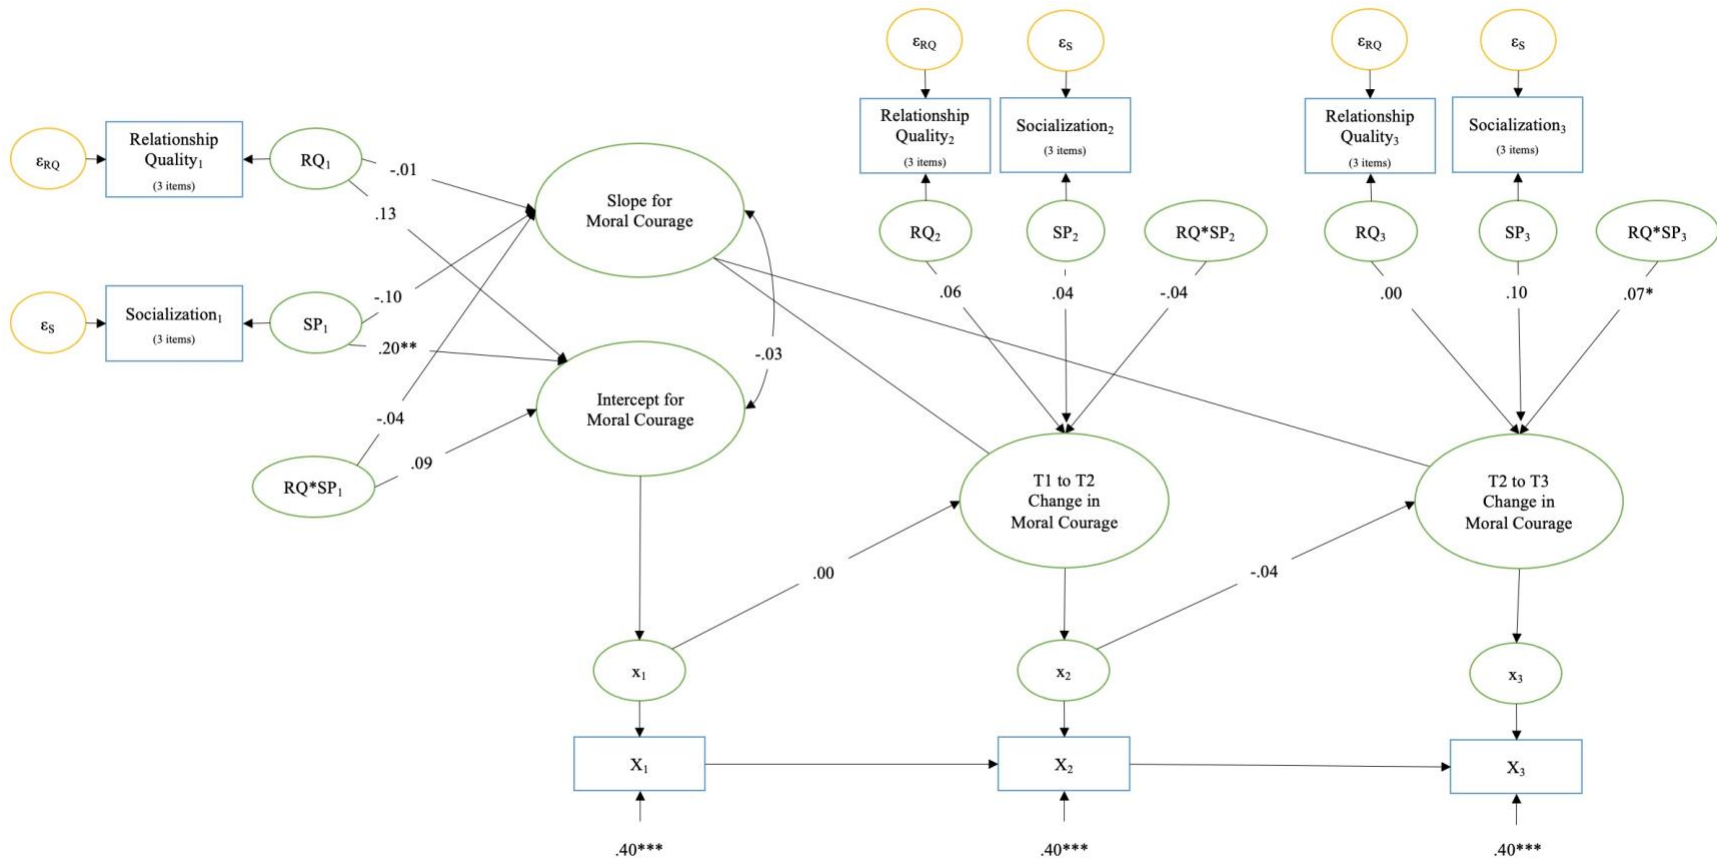 εRQ
Relationship
Quality1
(3 items)
RQ1
-.01
.13
εS
Socialization1
(3 items)
SP1
-.10
.20**
-.04
.09
RQ*SP1
Slope for
Moral Courage
Intercept for
Moral Courage
-.03
εRQ
εS
Relationship
Quality2
(3 items)
Socialization2
(3 items)
RQ2
SP2
RQ*SP2
.06
.04
-.04
T1 to T2
Change in
Moral Courage
εRQ
εS
Relationship
Quality3
(3 items)
Socialization3
(3 items)
RQ3
SP3
RQ*SP3
.00
.10
.07*
T2 to T3
Change in
Moral Courage
.00
-.04
x1
x2
x3
X1
X2
X3
.40***
.40***
.40***